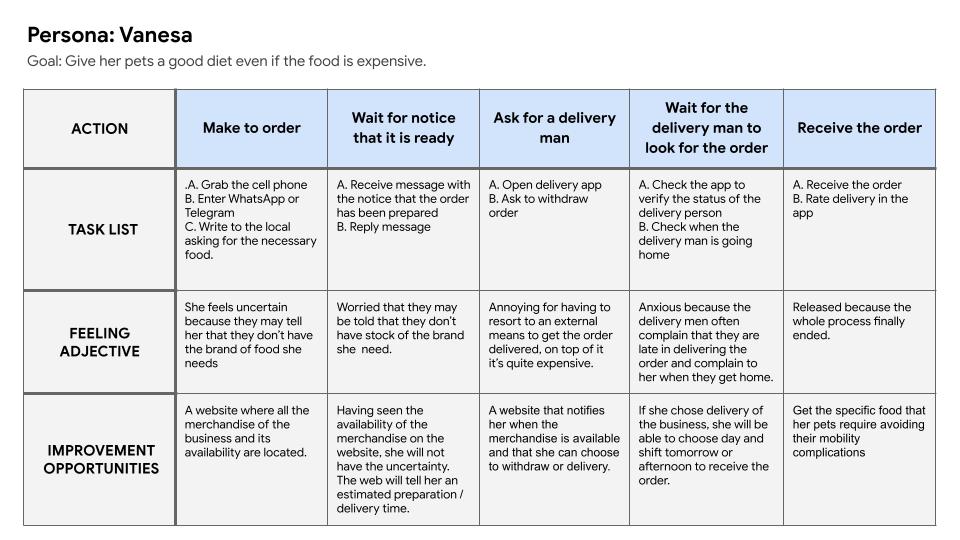 Persona: Vanesa
Goal: Give her pets a good diet even if the food is expensive.
ACTION
Make to order
Wait for notice
that it is ready
Ask for a delivery
man
Wait for the
delivery man to
look for the order
Receive the order
TASK LIST
.A. Grab the cell phone
B. Enter WhatsApp or
Telegram
C. Write to the local
asking for the necessary
food.
A. Receive message with
the notice that the order
has been prepared
B. Reply message
A. Open delivery app
B. Ask to withdraw
order
A. Check the app to
verify the status of the
delivery person
B. Check when the
delivery man is going
home
A. Receive the order
B. Rate delivery in the
app
FEELING
ADJECTIVE
She feels uncertain
because they may tell
her that they don't have
the brand of food she
needs
Worried that they may
be told that they don't
have stock of the brand
she  need.
Annoying for having to
resort to an external
means to get the order
delivered, on top of it
it's quite expensive.
Anxious because the
delivery men often
complain that they are
late in delivering the
order and complain to
her when they get home.
Released because the
whole process finally
ended.
IMPROVEMENT
OPPORTUNITIES
A website where all the
merchandise of the
business and its
availability are located.
Having seen the
availability of the
merchandise on the
website, she will not
have the uncertainty.
The web will tell her an
estimated preparation /
delivery time.
A website that notifies
her when the
merchandise is available
and that she can choose
to withdraw or delivery.
If she chose delivery of
the business, she will be
able to choose day and
shift tomorrow or
afternoon to receive the
order.
Get the specific food that
her pets require avoiding
their mobility
complications